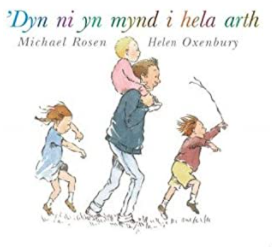 'Dyn ni yn mynd i hela arth
Michael Rosen Helen Oxenbury